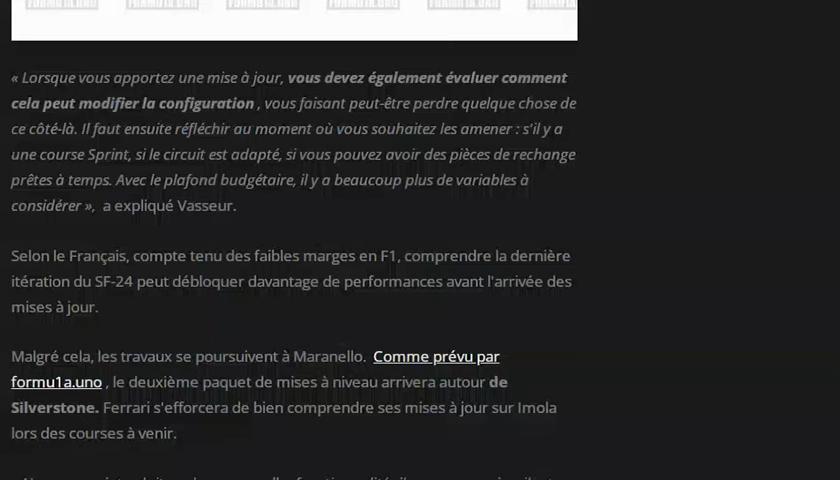 « Lorsque vous apportez une mise à jour, vous devez également évaluer comment
cela peut modifier la configuration , vous faisant peut-être perdre quelque chose de
ce côté-là. Il faut ensuite réfléchir au moment où vous souhaitez les amener : s'il y a
une course Sprint, si le circuit est adapté, si vous pouvez avoir des pièces de rechange
prêtes à temps. Avec le plafond budgétaire, il y a beaucoup plus de variables à
considérer », a expliqué Vasseur.
Selon le Français, compte tenu des faibles marges en F1, comprendre la dernière
itération du SF-24 peut débloquer davantage de performances avant l'arrivée des
mises à jour.
Malgré cela, les travaux se poursuivent à Maranello. Comme prévu par
formu1a.uno , le deuxième paquet de mises à niveau arrivera autour de
Silverstone. Ferrari s'efforcera de bien comprendre ses mises à jour sur Imola
lors des courses à venir.